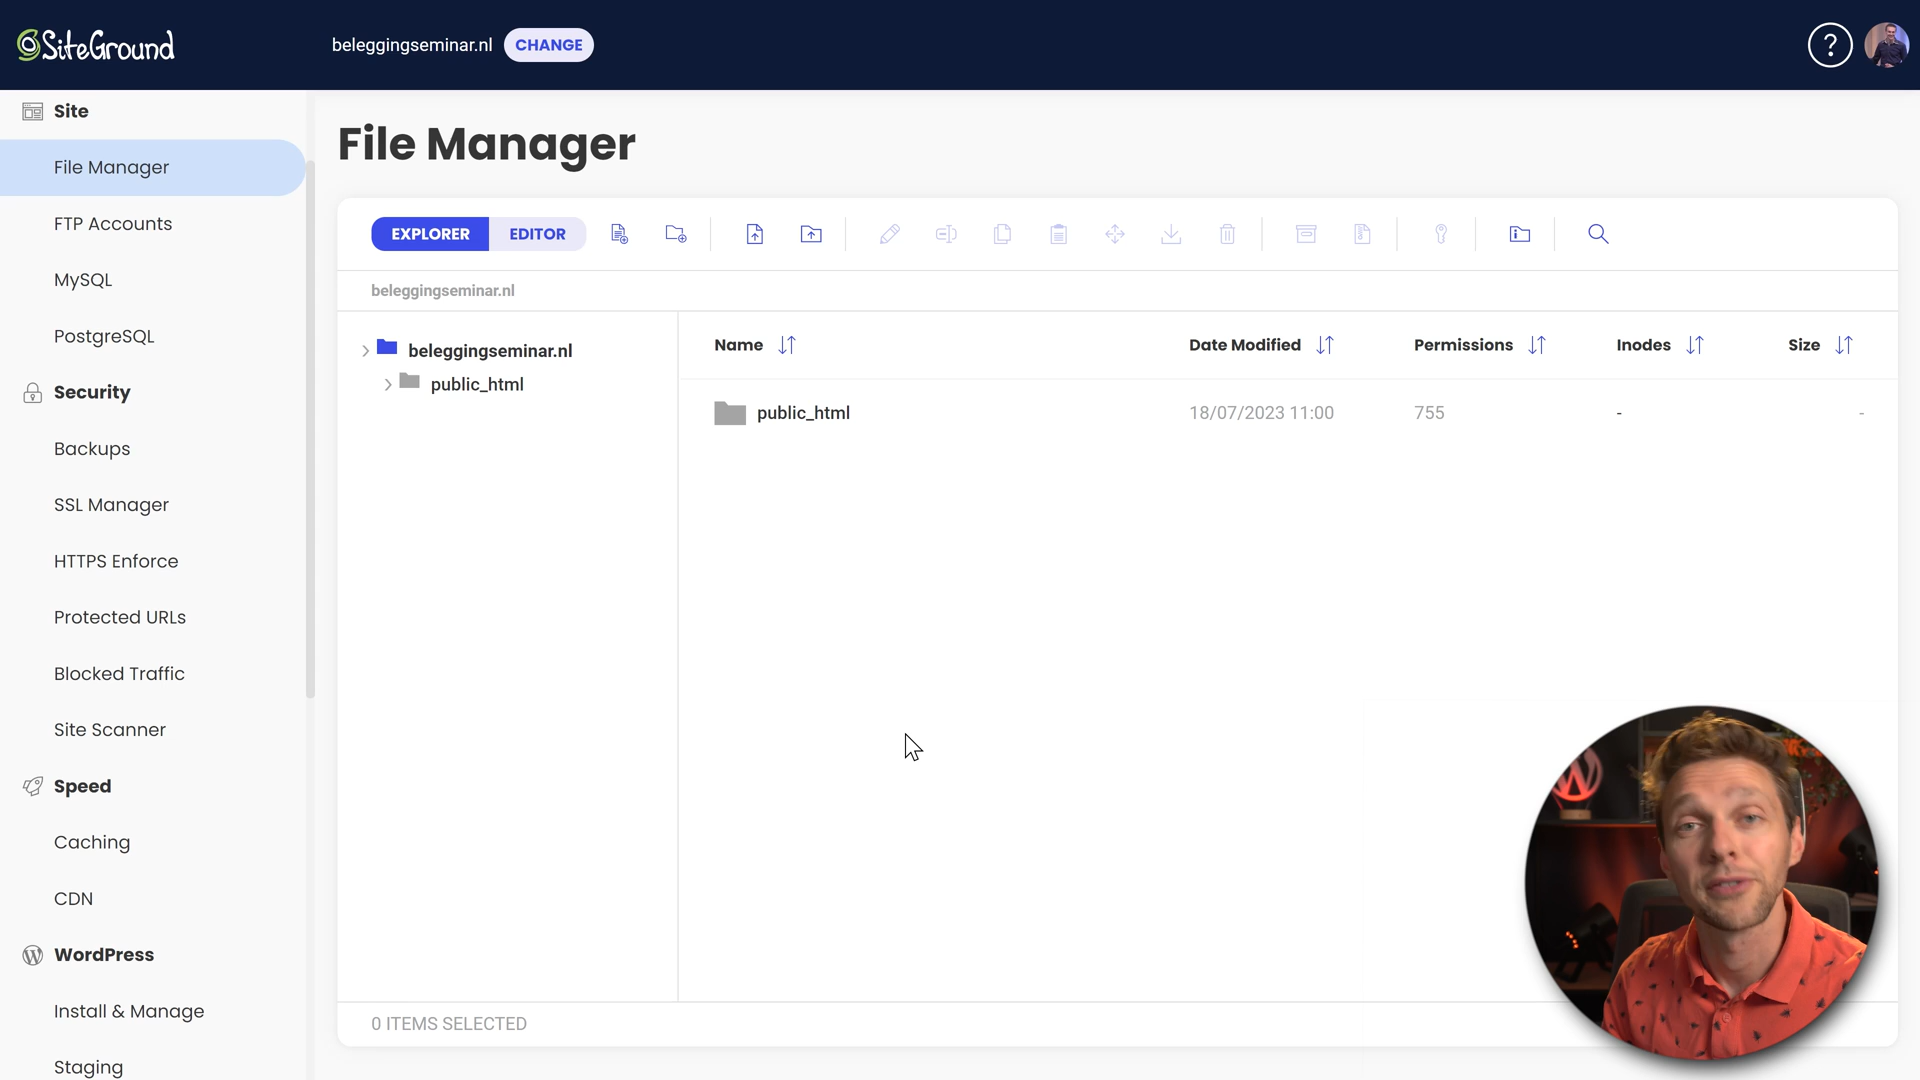 SiteGround
beleggingseminar.nl CHANGE
?
Site
File Manager
FTP Accounts
MySQL
PostgreSQL
Security
Backups
SSL Manager
HTTPS Enforce
Protected URLs
Blocked Traffic
Site Scanner
Speed
Caching
CDN
WordPress
Install & Manage
Staging
File Manager
EXPLORER EDITOR
beleggingseminar.nl
beleggingseminar.nl
public_html
Name Date Modified Permissions Inodes Size
public_html 18/07/2023 11:00 755 - -
0 ITEMS SELECTED